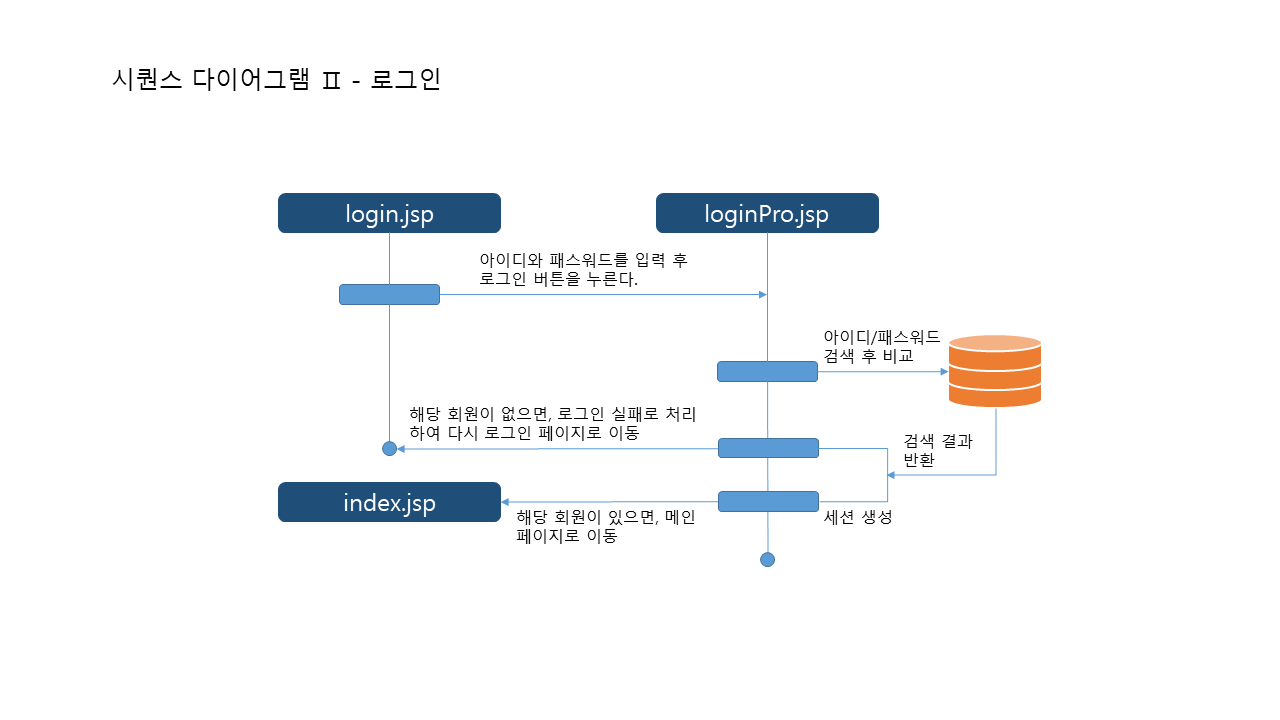 시퀀스 다이어그램 Ⅱ - 로그인
login.jsp
loginPro.jsp
아이디와 패스워드를 입력 후
로그인 버튼을 누른다.
아이디/패스워드
검색 후 비교
해당 회원이 없으면, 로그인 실패로 처리
하여 다시 로그인 페이지로 이동
검색 결과
반환
index.jsp
해당 회원이 있으면, 메인
페이지로 이동
세션 생성